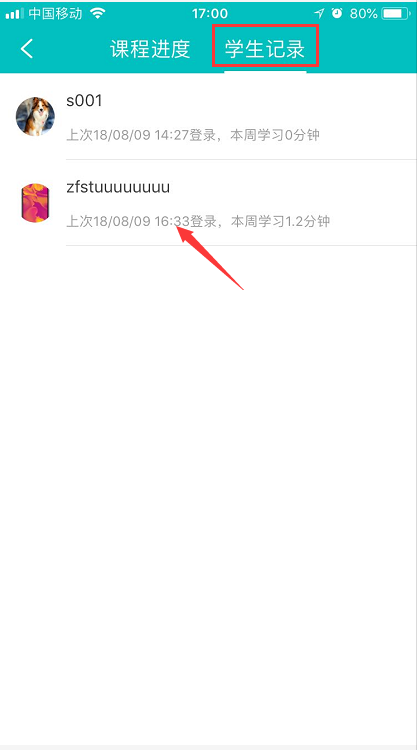 中国移动 17:00 80%
课程进度 学生记录
s001
上次18/08/09 14:27登录，本周学习0分钟
zfstuuuuuuuu
上次18/08/09 16:33登录，本周学习1.2分钟